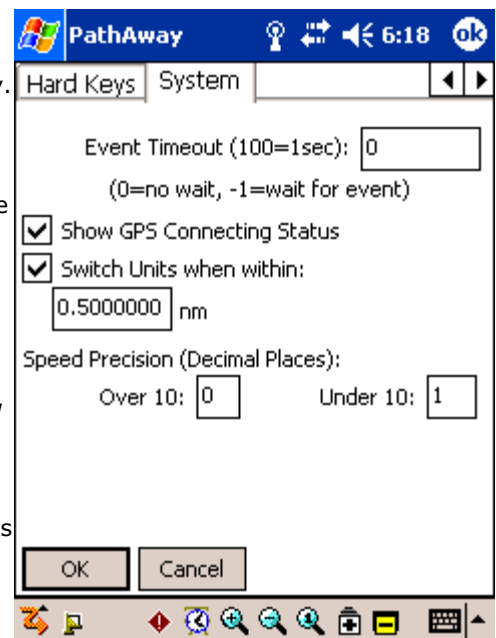 PathAway 6:18 ok
y.
Hard Keys System
Event Timeout (100=1sec): 0
(0=no wait, -1=wait for event)
e
Show GPS Connecting Status
Switch Units when within:
0.5000000 nm
Speed Precision (Decimal Places):
Over 10: 0 Under 10: 1
s
OK Cancel